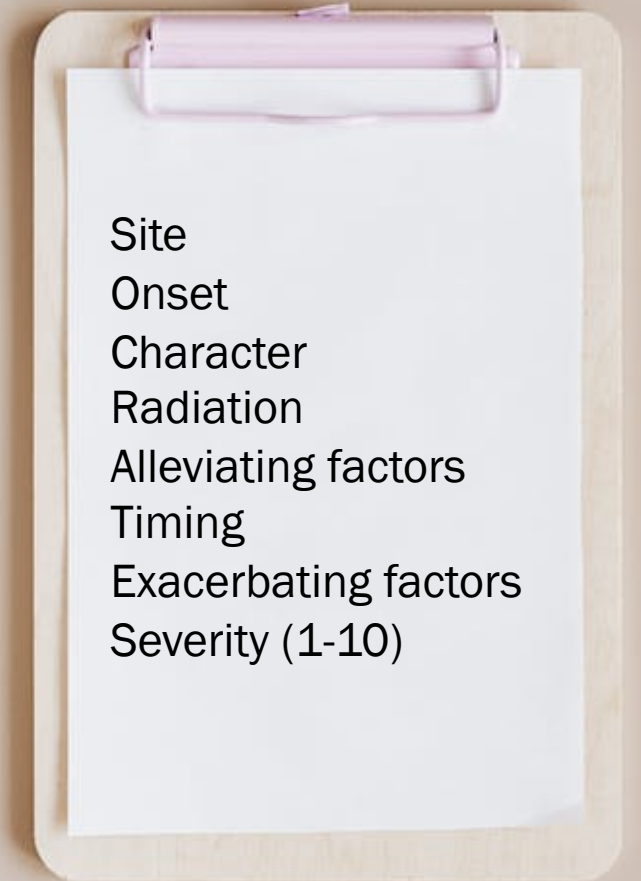 Site
Onset
Character
Radiation
Alleviating factors
Timing
Exacerbating factors
Severity (1-10)